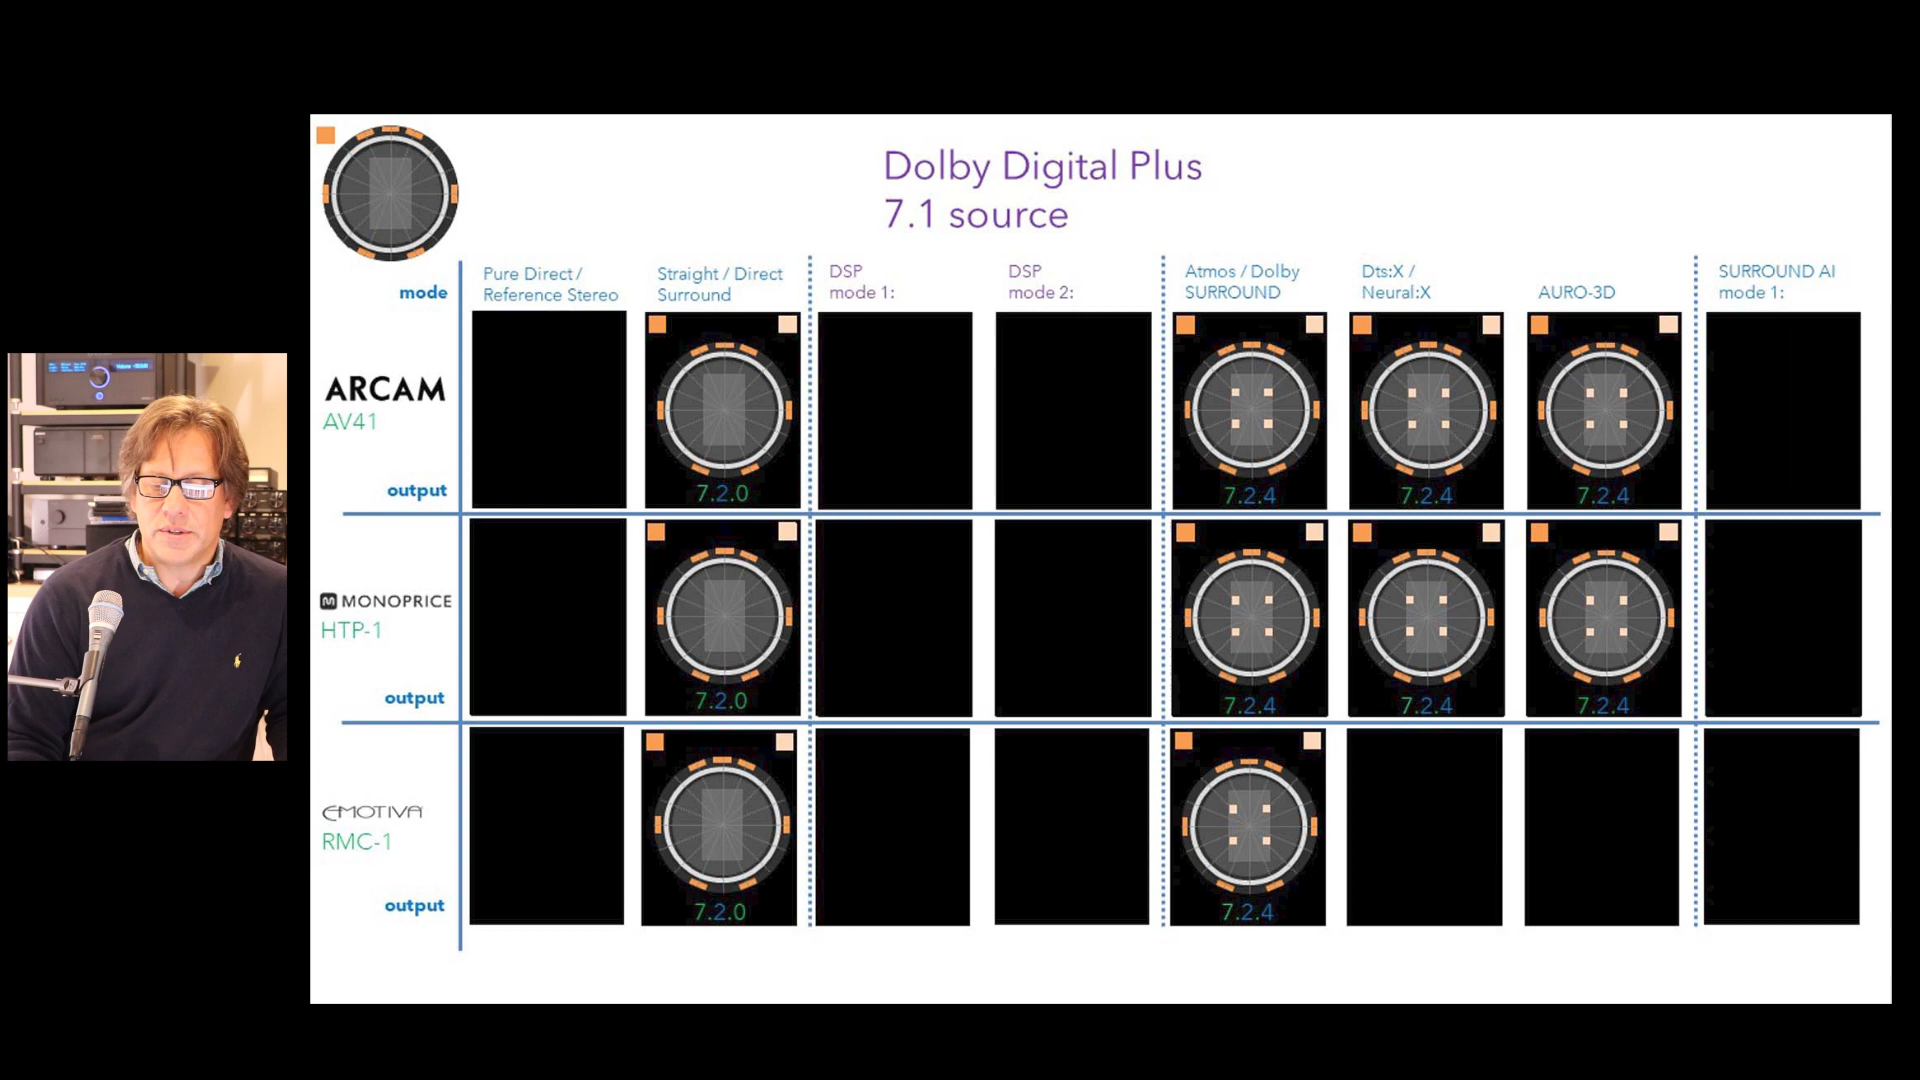 Dolby Digital Plus
7.1 source
mode
Pure Direct /
Reference Stereo
Straight / Direct
Surround
DSP
mode 1:
DSP
mode 2:
Atmos / Dolby
SURROUND
Dts:X /
Neural:X
AURO-3D
SURROUND AI
mode 1:
ARCAM
AV41
output
7.2.0
7.2.4
7.2.4
7.2.4
MONOPRICE
HTP-1
output
7.2.0
7.2.4
7.2.4
7.2.4
EMOTIVA
RMC-1
output
7.2.0
7.2.4